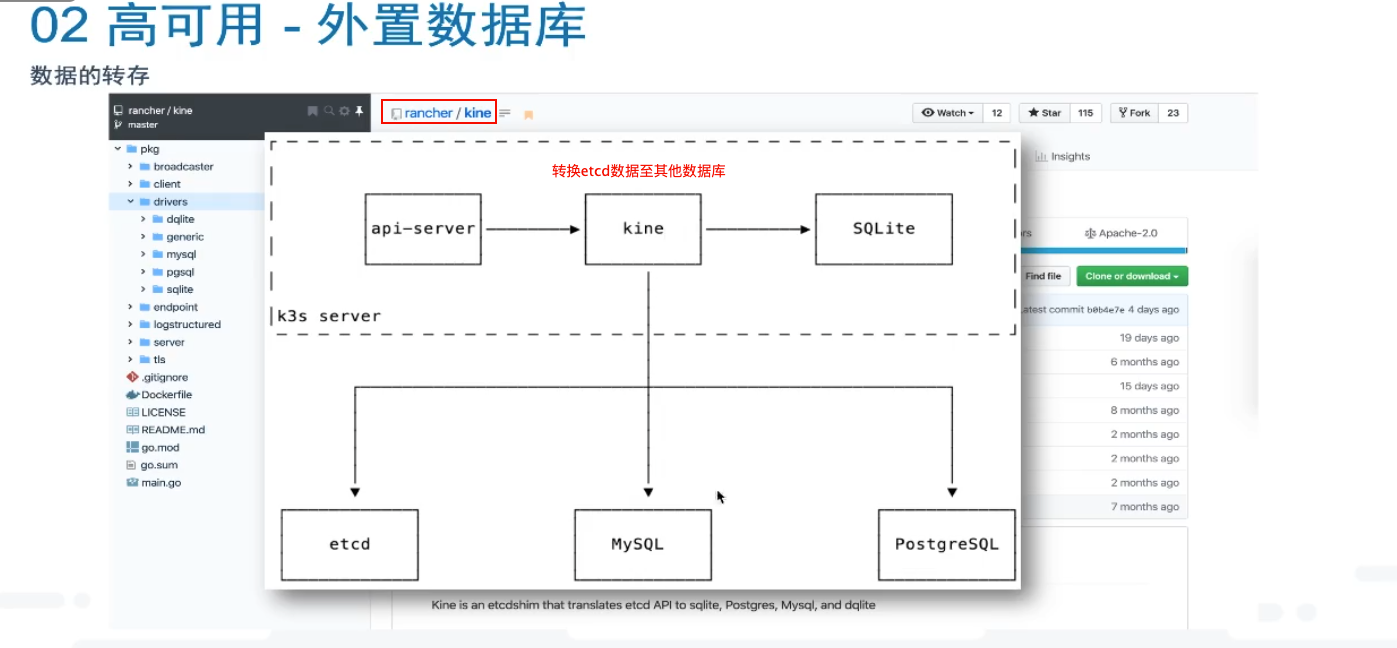 02 高可用 - 外置数据库
数据的转存
rancher / kine
master
rancher / kine
Watch
12
Star
115
Fork
23
Insights
pkg
broadcaster
client
drivers
dqlite
generic
mysql
pgsql
sqlite
endpoint
logstructured
server
tls
.gitignore
Dockerfile
LICENSE
README.md
go.mod
go.sum
main.go
转换etcd数据至其他数据库
api-server
kine
SQLite
k3s server
etcd
MySQL
PostgreSQL
Apache-2.0
Find file
Clone or download
commit b0b4e7e 4 days ago
19 days ago
6 months ago
15 days ago
8 months ago
2 months ago
2 months ago
2 months ago
7 months ago
Kine is an etcdshim that translates etcd API to sqlite, Postgres, Mysql, and dqlite